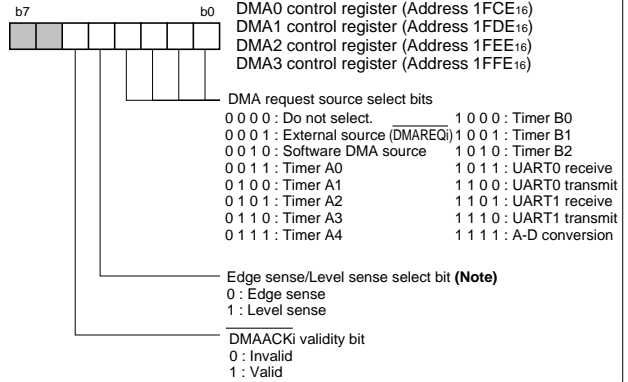 b7 b0
DMA0 control register (Address 1FCE16)
DMA1 control register (Address 1FDE16)
DMA2 control register (Address 1FEE16)
DMA3 control register (Address 1FFE16)
DMA request source select bits
0 0 0 0 : Do not select. 1 0 0 0 : Timer B0
0 0 0 1 : External source (DMAREQi) 1 0 0 1 : Timer B1
0 0 1 0 : Software DMA source 1 0 1 0 : Timer B2
0 0 1 1 : Timer A0 1 0 1 1 : UART0 receive
0 1 0 0 : Timer A1 1 1 0 0 : UART0 transmit
0 1 0 1 : Timer A2 1 1 0 1 : UART1 receive
0 1 1 0 : Timer A3 1 1 1 0 : UART1 transmit
0 1 1 1 : Timer A4 1 1 1 1 : A-D conversion
Edge sense/Level sense select bit (Note)
0 : Edge sense
1 : Level sense
DMAACKi validity bit
0 : Invalid
1 : Valid